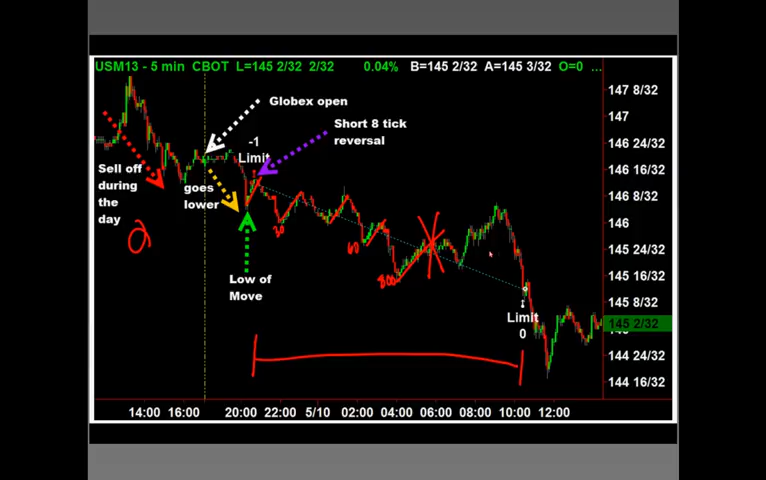 USM13 - 5 min CBOT L=145 2/32 2/32 0.04% B=145 2/32 A=145 3/32 O=0 ...
147 8/32
Globex open
147
Short 8 tick
reversal
-1
Limit
146 24/32
146 16/32
Sell off
during
the
day
goes
lower
146 8/32
146
30
60
145 24/32
145 16/32
Low of
Move
145 8/32
Limit
0
145 2/32
144 24/32
144 16/32
14:00 16:00 20:00 22:00 5/10 02:00 04:00 06:00 08:00 10:00 12:00